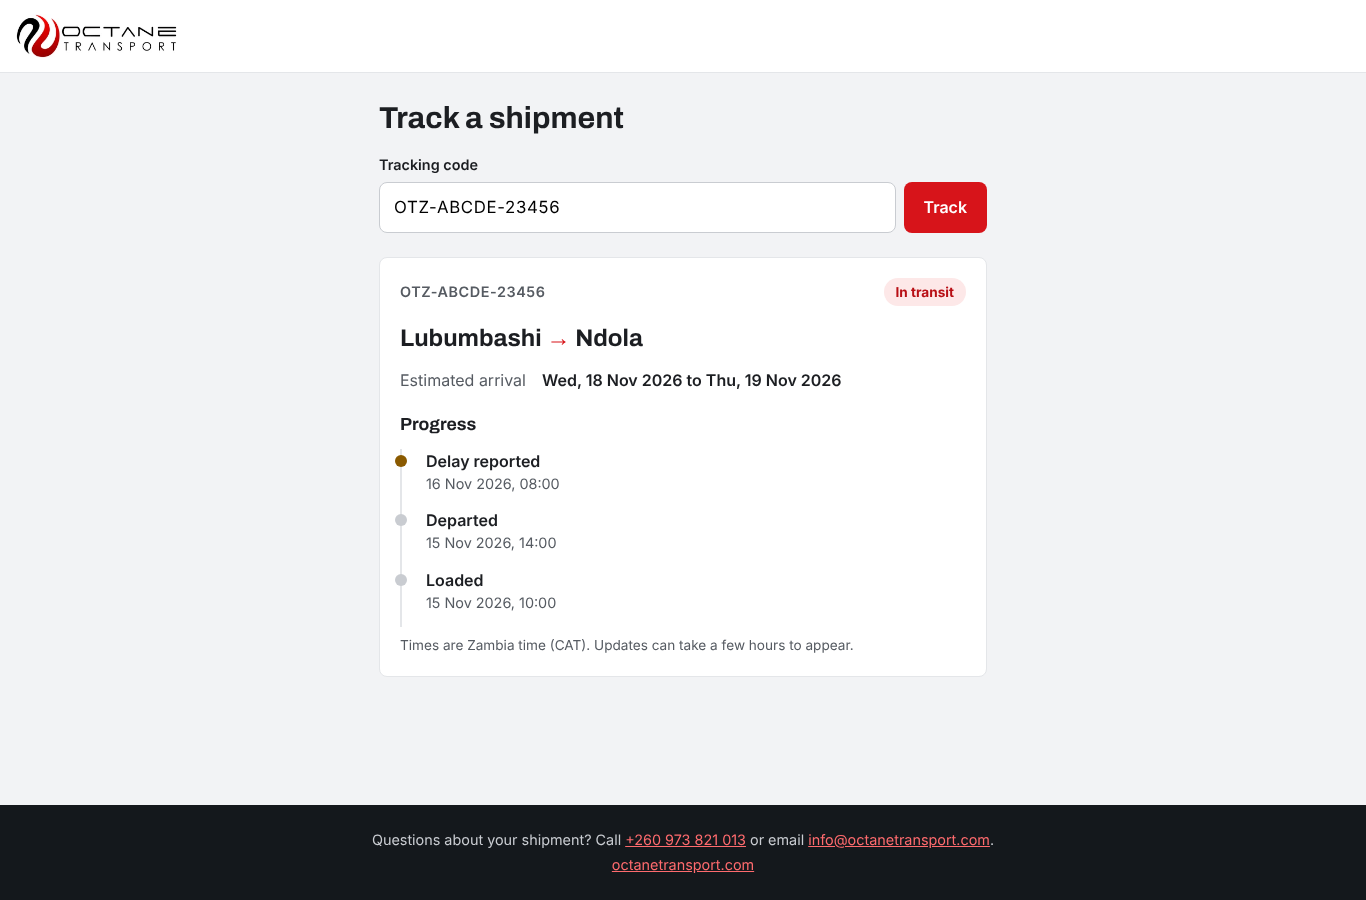 OCTANE
TRANSPORT
Track a shipment
Tracking code
OTZ-ABCDE-23456
Track
OTZ-ABCDE-23456
In transit
Lubumbashi → Ndola
Estimated arrival Wed, 18 Nov 2026 to Thu, 19 Nov 2026
Progress
Delay reported
16 Nov 2026, 08:00
Departed
15 Nov 2026, 14:00
Loaded
15 Nov 2026, 10:00
Times are Zambia time (CAT). Updates can take a few hours to appear.
Questions about your shipment? Call +260 973 821 013 or email info@octanetransport.com.
octanetransport.com